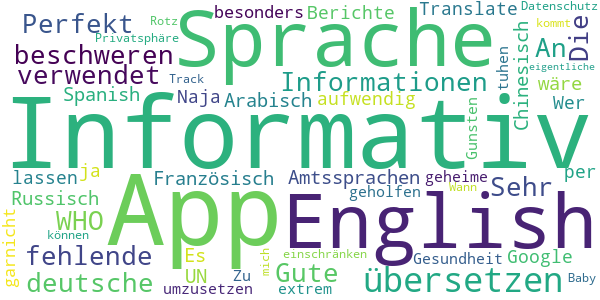 Perfekt Rotz besonders Berichte Translate Datenschutz
Privatsphäre Sprache An kommt Die
beschweren tuhen eigentliche
verwendet Track Informationen Chinesisch wäre
Spanish Naja Arabisch aufwendig Gunsten Wer
Informativ
lassen ja Französisch Amtssprachen geheime Wann per
Russisch App geholfen Sehr
garnicht WHO English
können Es mich einschränken Gesundheit Google
fehlende UN Zu Gute übersetzen Baby
deutsche umzusetzen extrem